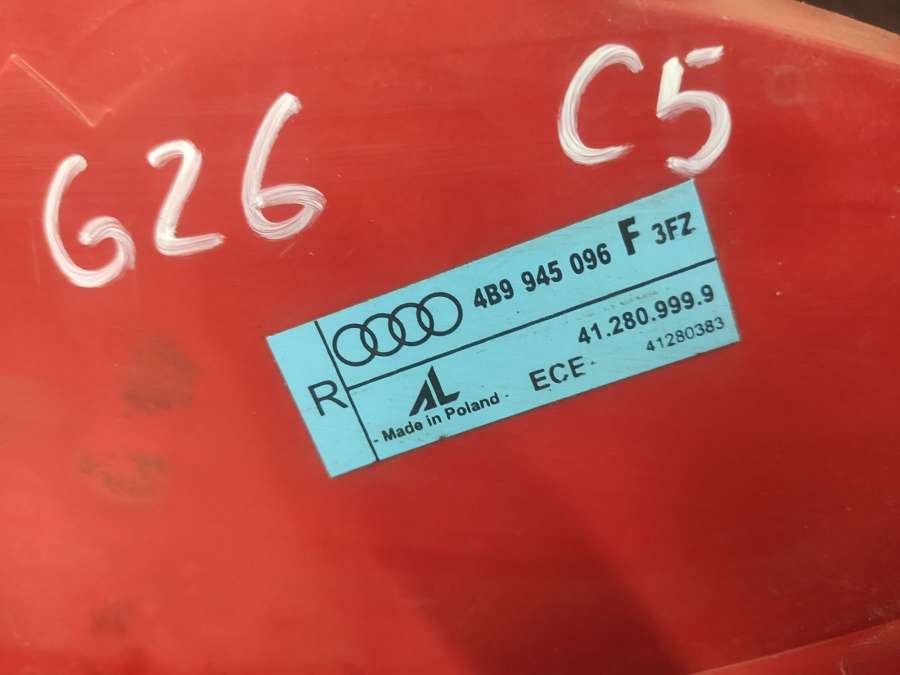 G26 C5
4B9 945 096 F 3FZ
41.280.999.9
R AL ECE 41280383
- Made in Poland -